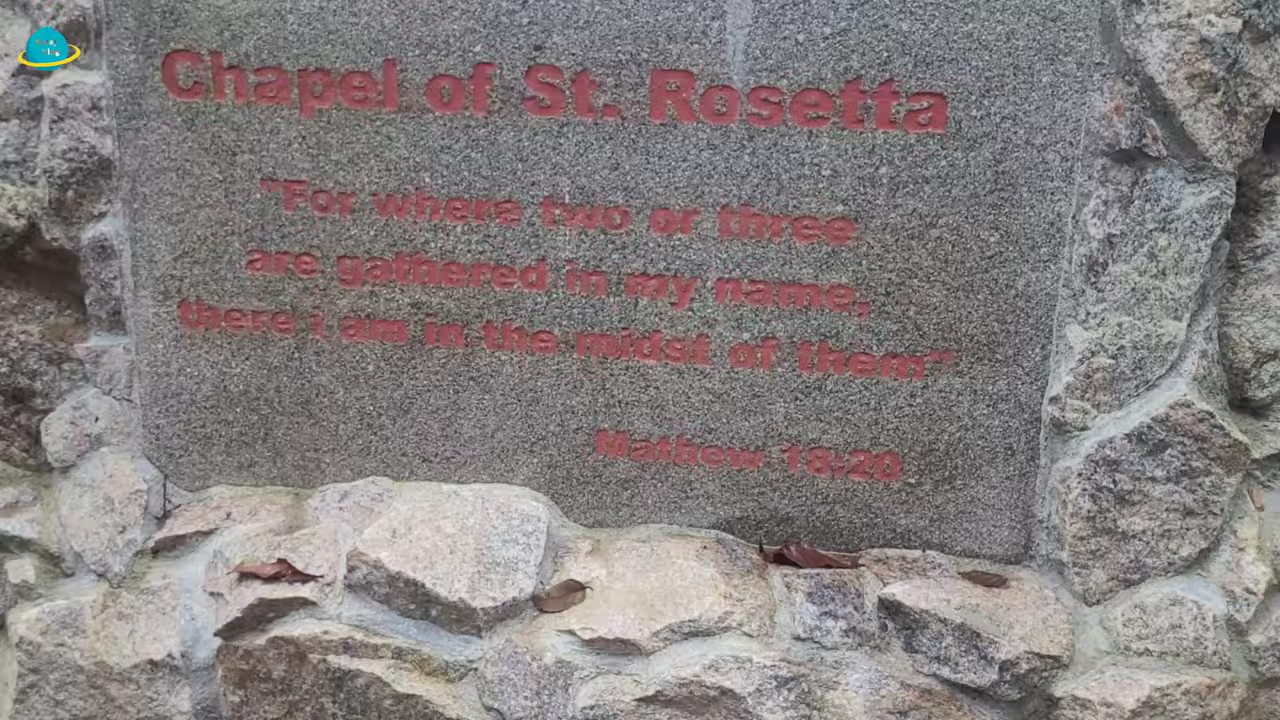 Chapel of St. Rosetta
"For where two or three
are gathered in my name,
there i am in the midst of them"
Mathew 18:20